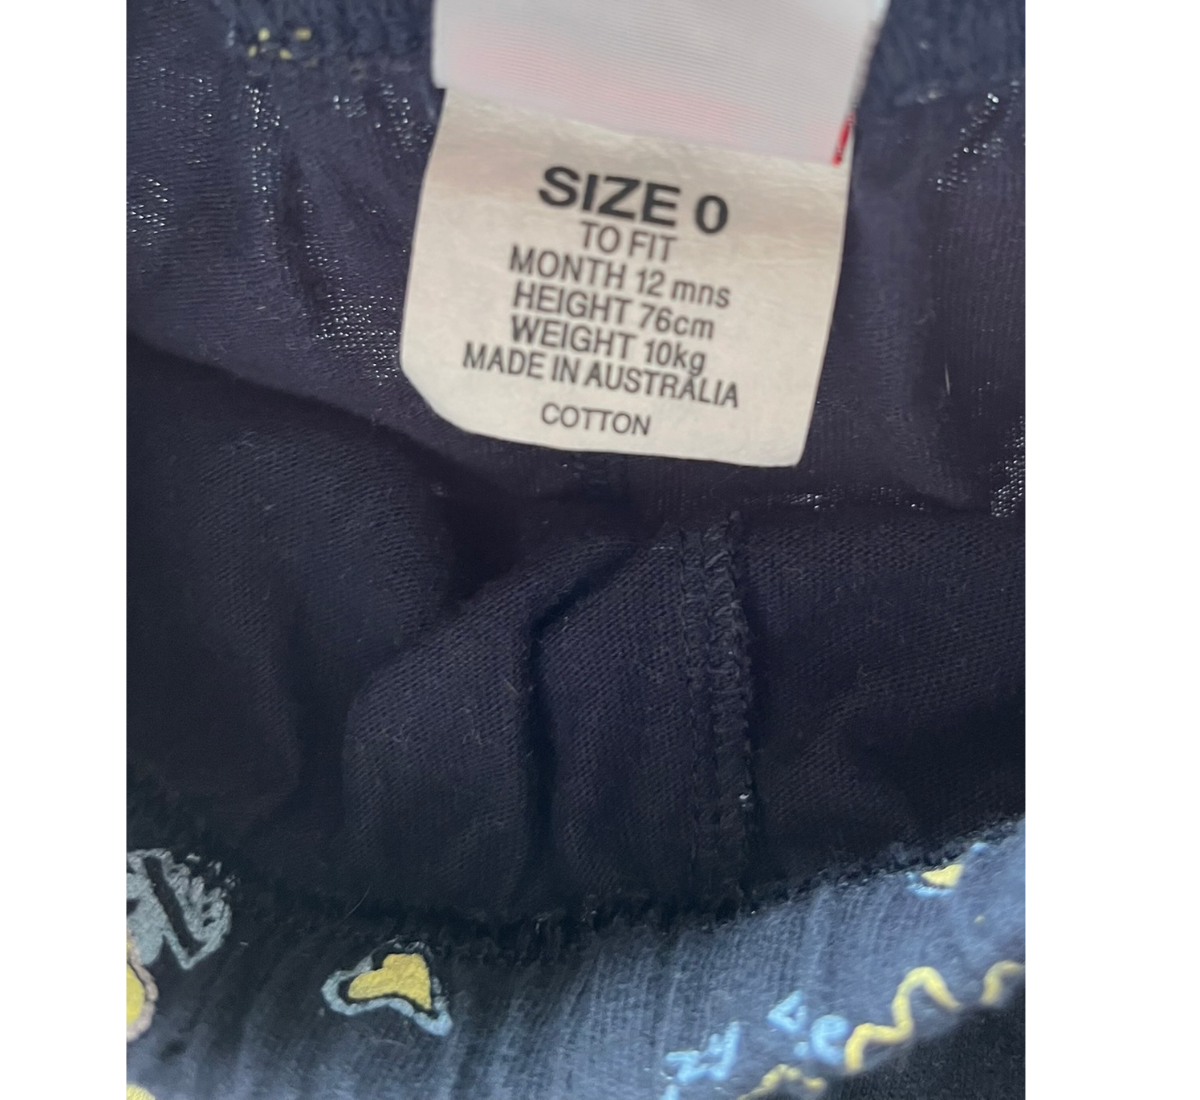 SIZE 0
TO FIT
MONTH 12 mns
HEIGHT 76cm
WEIGHT 10kg
MADE IN AUSTRALIA
COTTON